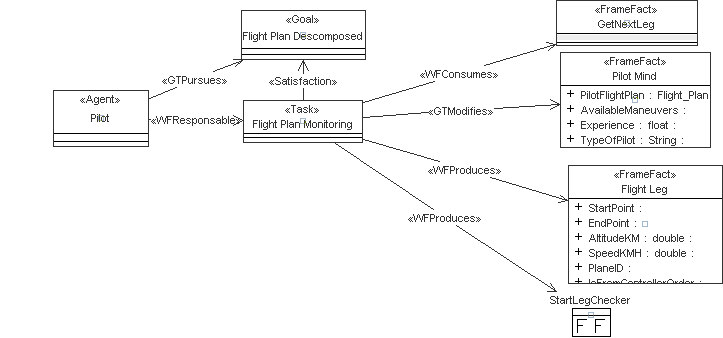 «Goal»
Flight Plan Descomposed
«FrameFact»
GetNextLeg
«GTPursues»
«Satisfaction»
«WFConsumes»
«FrameFact»
Pilot Mind
+ PilotFlightPlan : Flight_Plan
+ AvailableManeuvers :
+ Experience : float :
+ TypeOfPilot : String :
«Agent»
Pilot
«WFResponsable»
«Task»
Flight Plan Monitoring
«GTModifies»
«WFProduces»
«FrameFact»
Flight Leg
+ StartPoint :
+ EndPoint :
+ AltitudeKM : double :
+ SpeedKMH : double :
+ PlaneID :
+ IsFromControllerOrder :
«WFProduces»
StartLegChecker
F F